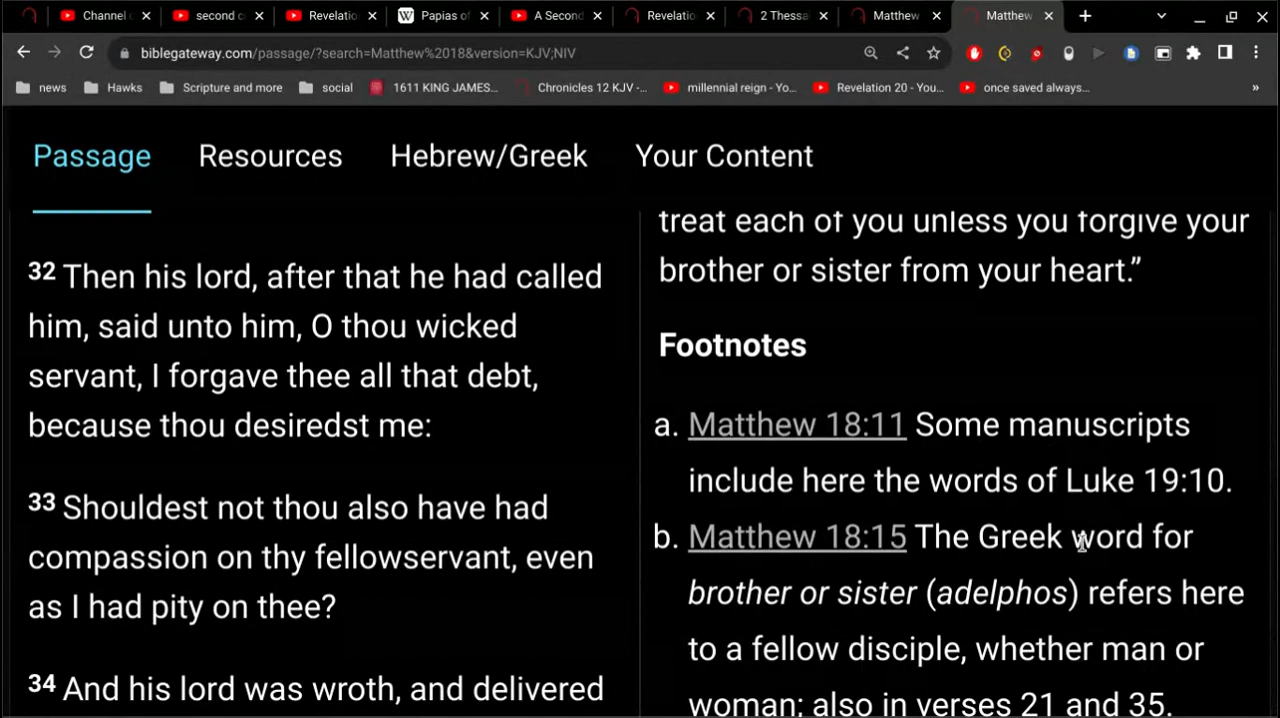 Channel
second c
Revelatio
Papias of
A Second
Revelatio
2 Thessa
Matthew
Matthew
biblegateway.com/passage/?search=Matthew%2018&version=KJV;NIV
news
Hawks
Scripture and more
social
1611 KING JAMES...
Chronicles 12 KJV -...
millennial reign - Yo...
Revelation 20 - You...
once saved always...
»
Passage
Resources
Hebrew/Greek
Your Content
32 Then his lord, after that he had called
him, said unto him, O thou wicked
servant, I forgave thee all that debt,
because thou desiredst me:
33 Shouldest not thou also have had
compassion on thy fellowservant, even
as I had pity on thee?
34 And his lord was wroth, and delivered
treat each of you unless you forgive your
brother or sister from your heart.”
Footnotes
a. Matthew 18:11 Some manuscripts
include here the words of Luke 19:10.
b. Matthew 18:15 The Greek word for
brother or sister (adelphos) refers here
to a fellow disciple, whether man or
woman; also in verses 21 and 35.